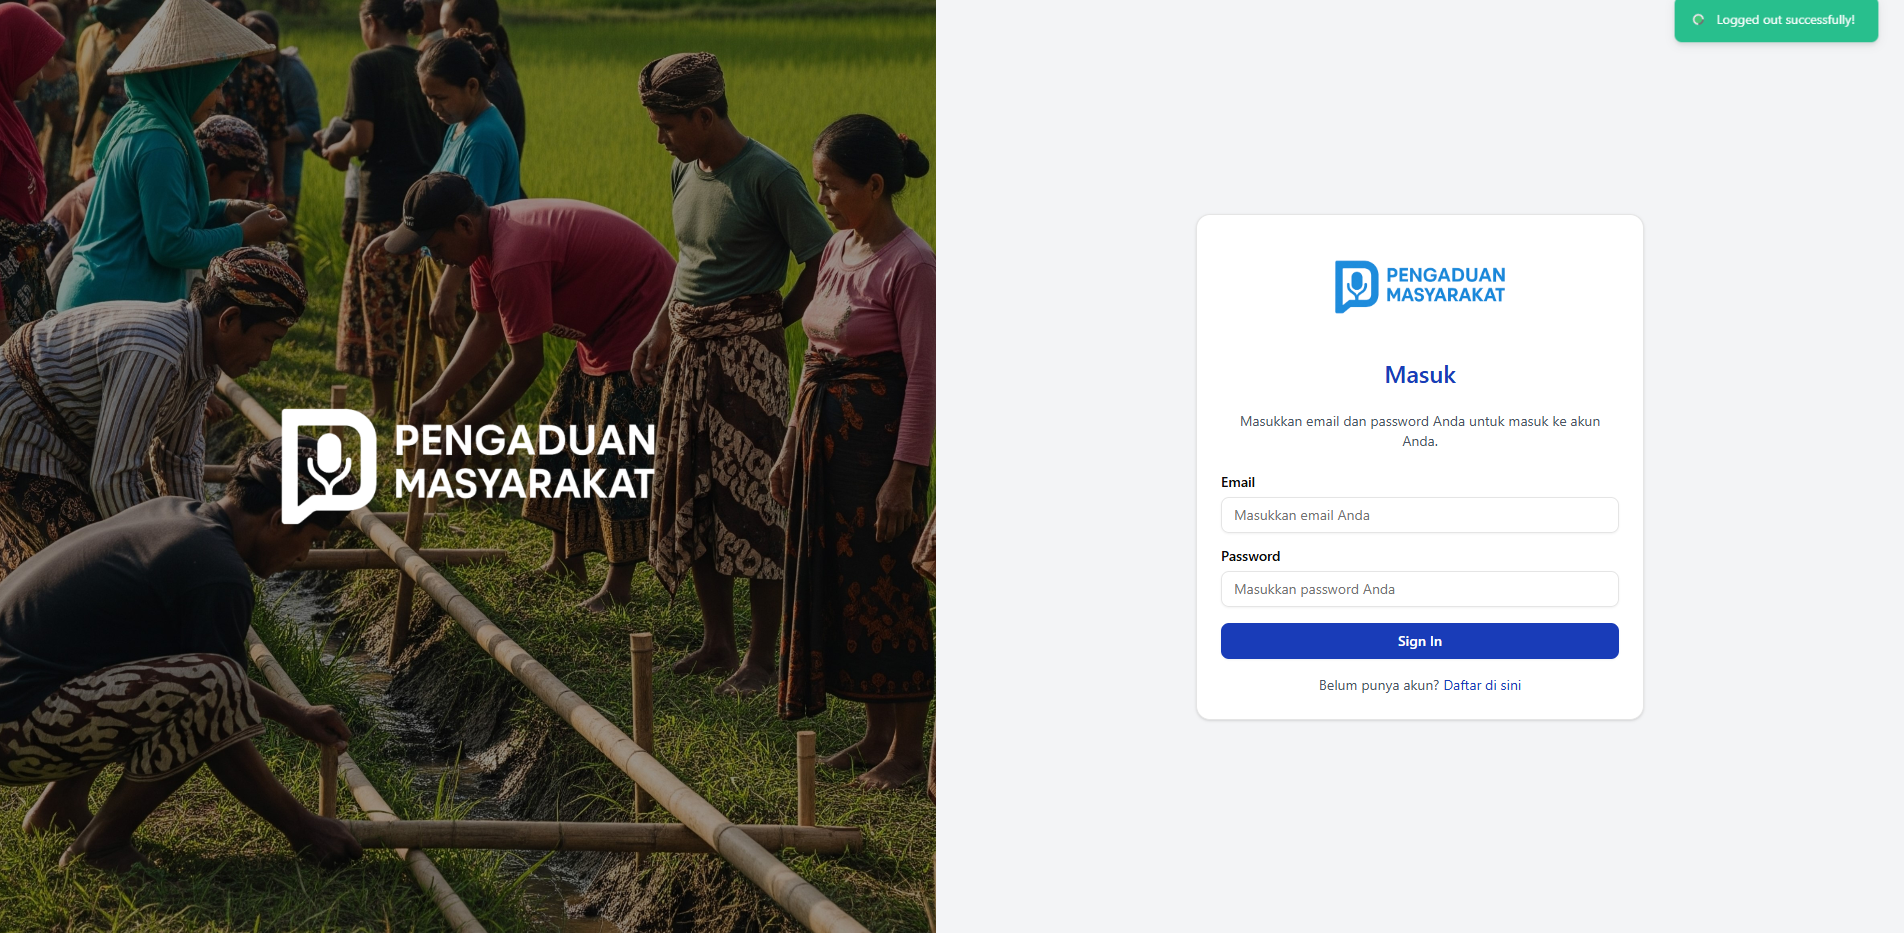 PENGADUAN
MASYARAKAT
Logged out successfully!
PENGADUAN
MASYARAKAT
Masuk
Masukkan email dan password Anda untuk masuk ke akun
Anda.
Email
Masukkan email Anda
Password
Masukkan password Anda
Sign In
Belum punya akun? Daftar di sini